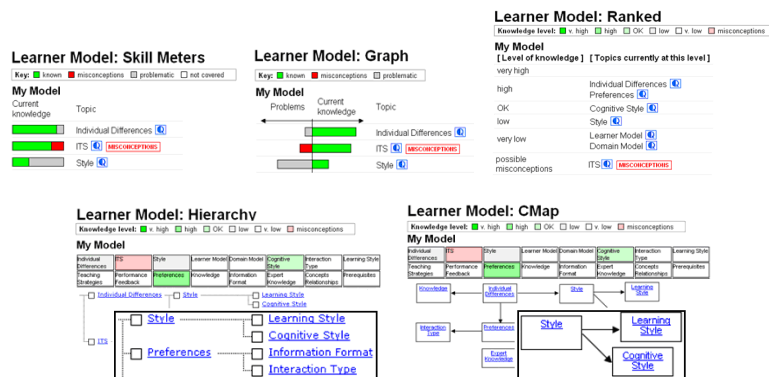 Learner Model: Skill Meters
Key: known misconceptions problematic not covered
My Model
Current knowledge Topic
Individual Differences
ITS MISCONCEPTIONS
Style
Learner Model: Graph
Key: known misconceptions problematic
My Model
Problems Current knowledge Topic
Individual Differences
ITS MISCONCEPTIONS
Style
Learner Model: Ranked
Knowledge level: v. high high OK low v. low misconceptions
My Model
[ Level of knowledge ] [ Topics currently at this level ]
very high
high Individual Differences
Preferences
OK Cognitive Style
low Style
very low Learner Model
Domain Model
possible misconceptions ITS MISCONCEPTIONS
Learner Model: Hierarchy
Knowledge level: v. high high OK low v. low misconceptions
My Model
Individual Differences ITS Style Learner Model Domain Model Cognitive Style Interaction Type Learning Style
Teaching Strategies Performance Feedback Preferences Knowledge Information Format Expert Knowledge Concepts Relationships Prerequisites
Individual Differences Style Learning Style
Cognitive Style
ITS
Style Learning Style
Cognitive Style
Preferences Information Format
Interaction Type
Learner Model: CMap
Knowledge level: v. high high OK low v. low misconceptions
My Model
Individual Differences ITS Style Learner Model Domain Model Cognitive Style Interaction Type Learning Style
Teaching Strategies Performance Feedback Preferences Knowledge Information Format Expert Knowledge Concepts Relationships Prerequisites
Knowledge Individual Differences Style Learning Style
Interaction Type Preferences
Expert Knowledge
Style Learning Style
Cognitive Style